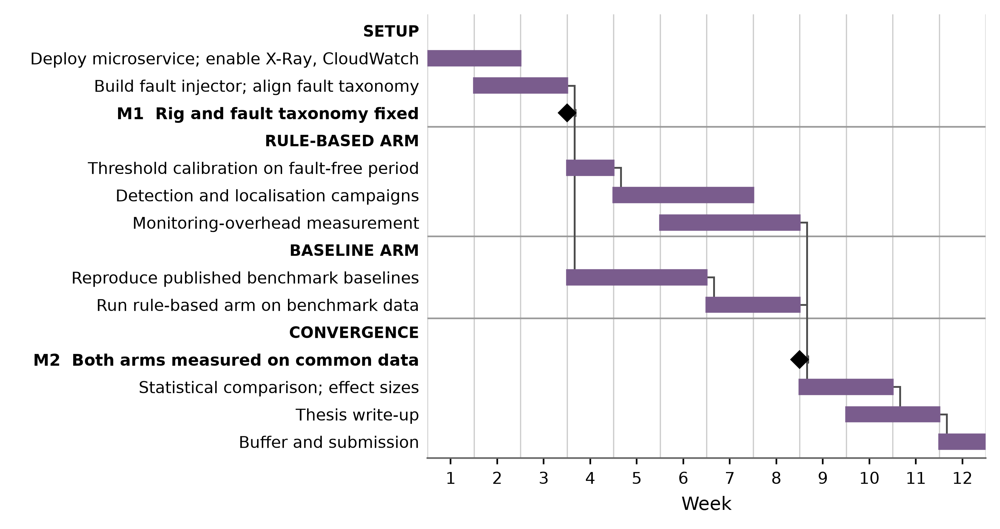 SETUP
Deploy microservice; enable X-Ray, CloudWatch
Build fault injector; align fault taxonomy
M1  Rig and fault taxonomy fixed
RULE-BASED ARM
Threshold calibration on fault-free period
Detection and localisation campaigns
Monitoring-overhead measurement
BASELINE ARM
Reproduce published benchmark baselines
Run rule-based arm on benchmark data
CONVERGENCE
M2  Both arms measured on common data
Statistical comparison; effect sizes
Thesis write-up
Buffer and submission
1 2 3 4 5 6 7 8 9 10 11 12
Week